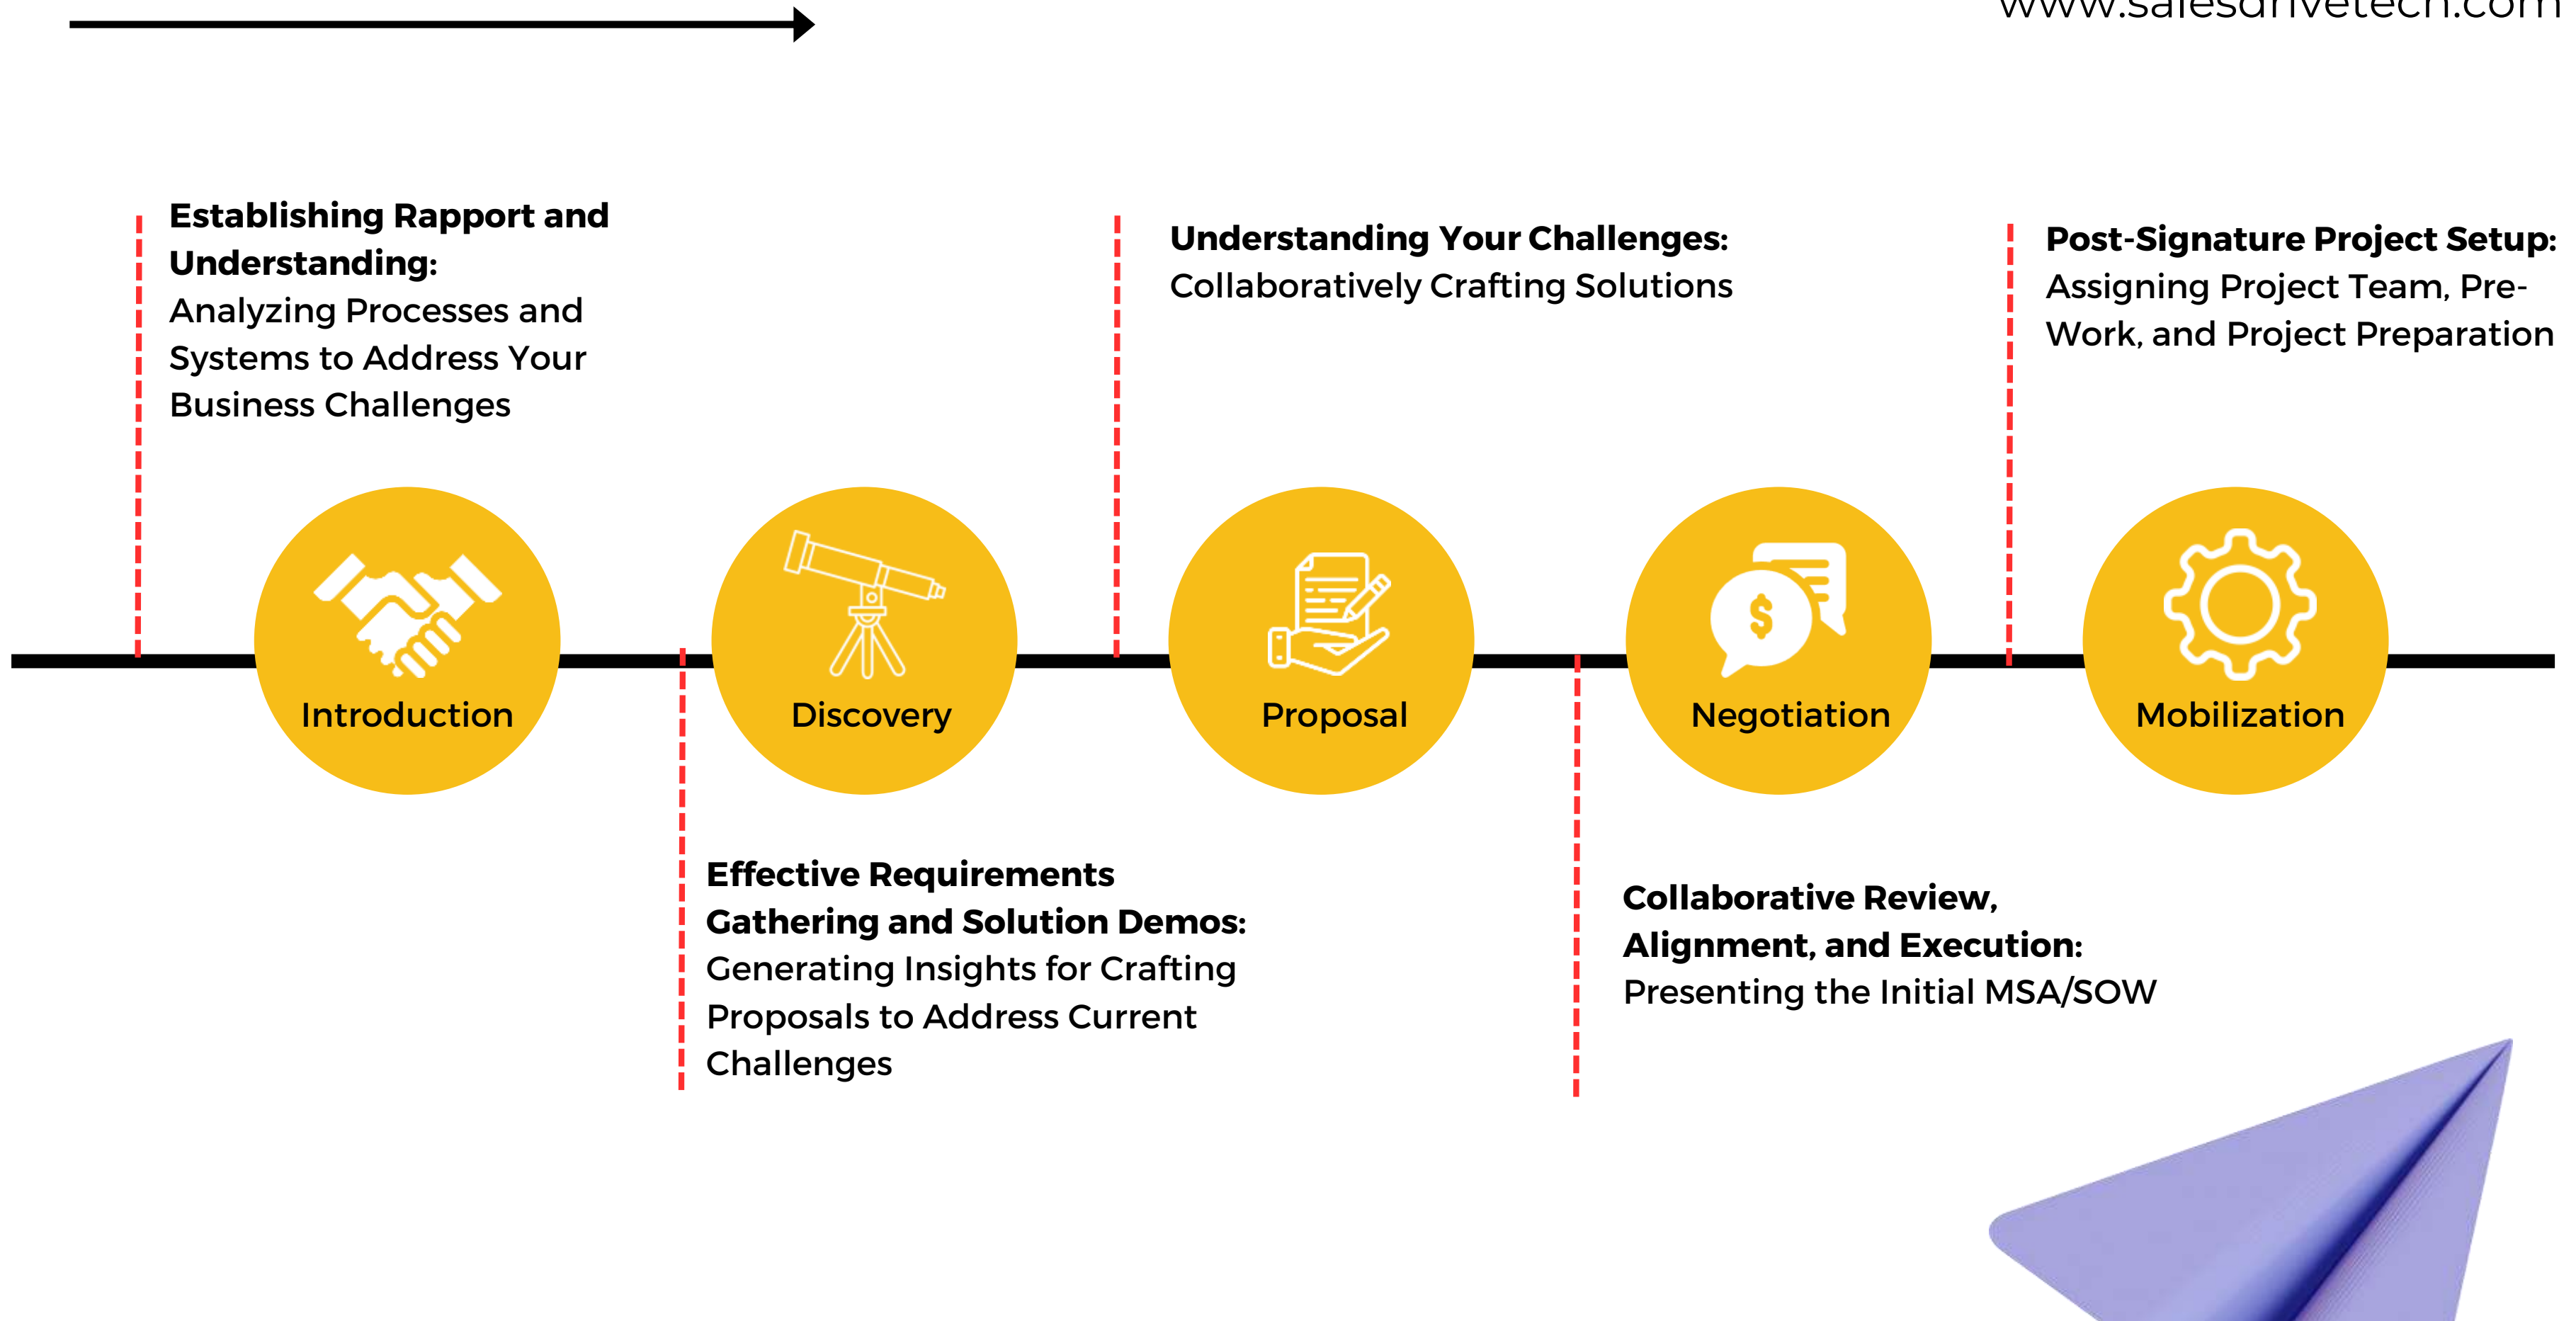 www.salesdrivetech.com
Establishing Rapport and
Understanding:
Analyzing Processes and
Systems to Address Your
Business Challenges
Understanding Your Challenges:
Collaboratively Crafting Solutions
Post-Signature Project Setup:
Assigning Project Team, Pre-
Work, and Project Preparation
Introduction
Discovery
Proposal
$
Negotiation
Mobilization
Effective Requirements
Gathering and Solution Demos:
Generating Insights for Crafting
Proposals to Address Current
Challenges
Collaborative Review,
Alignment, and Execution:
Presenting the Initial MSA/SOW